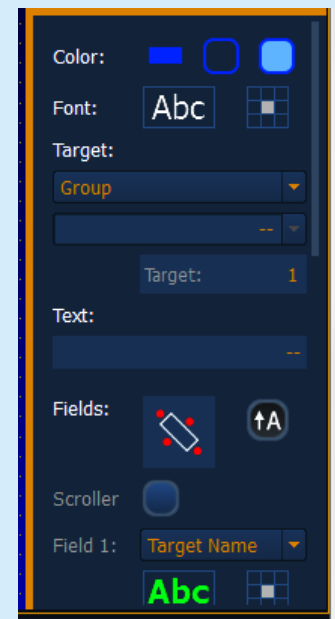 Color:
Font: Abc
Target:
Group
--
Target: 1
Text:
--
Fields: A
Scroller
Field 1: Target Name
Abc